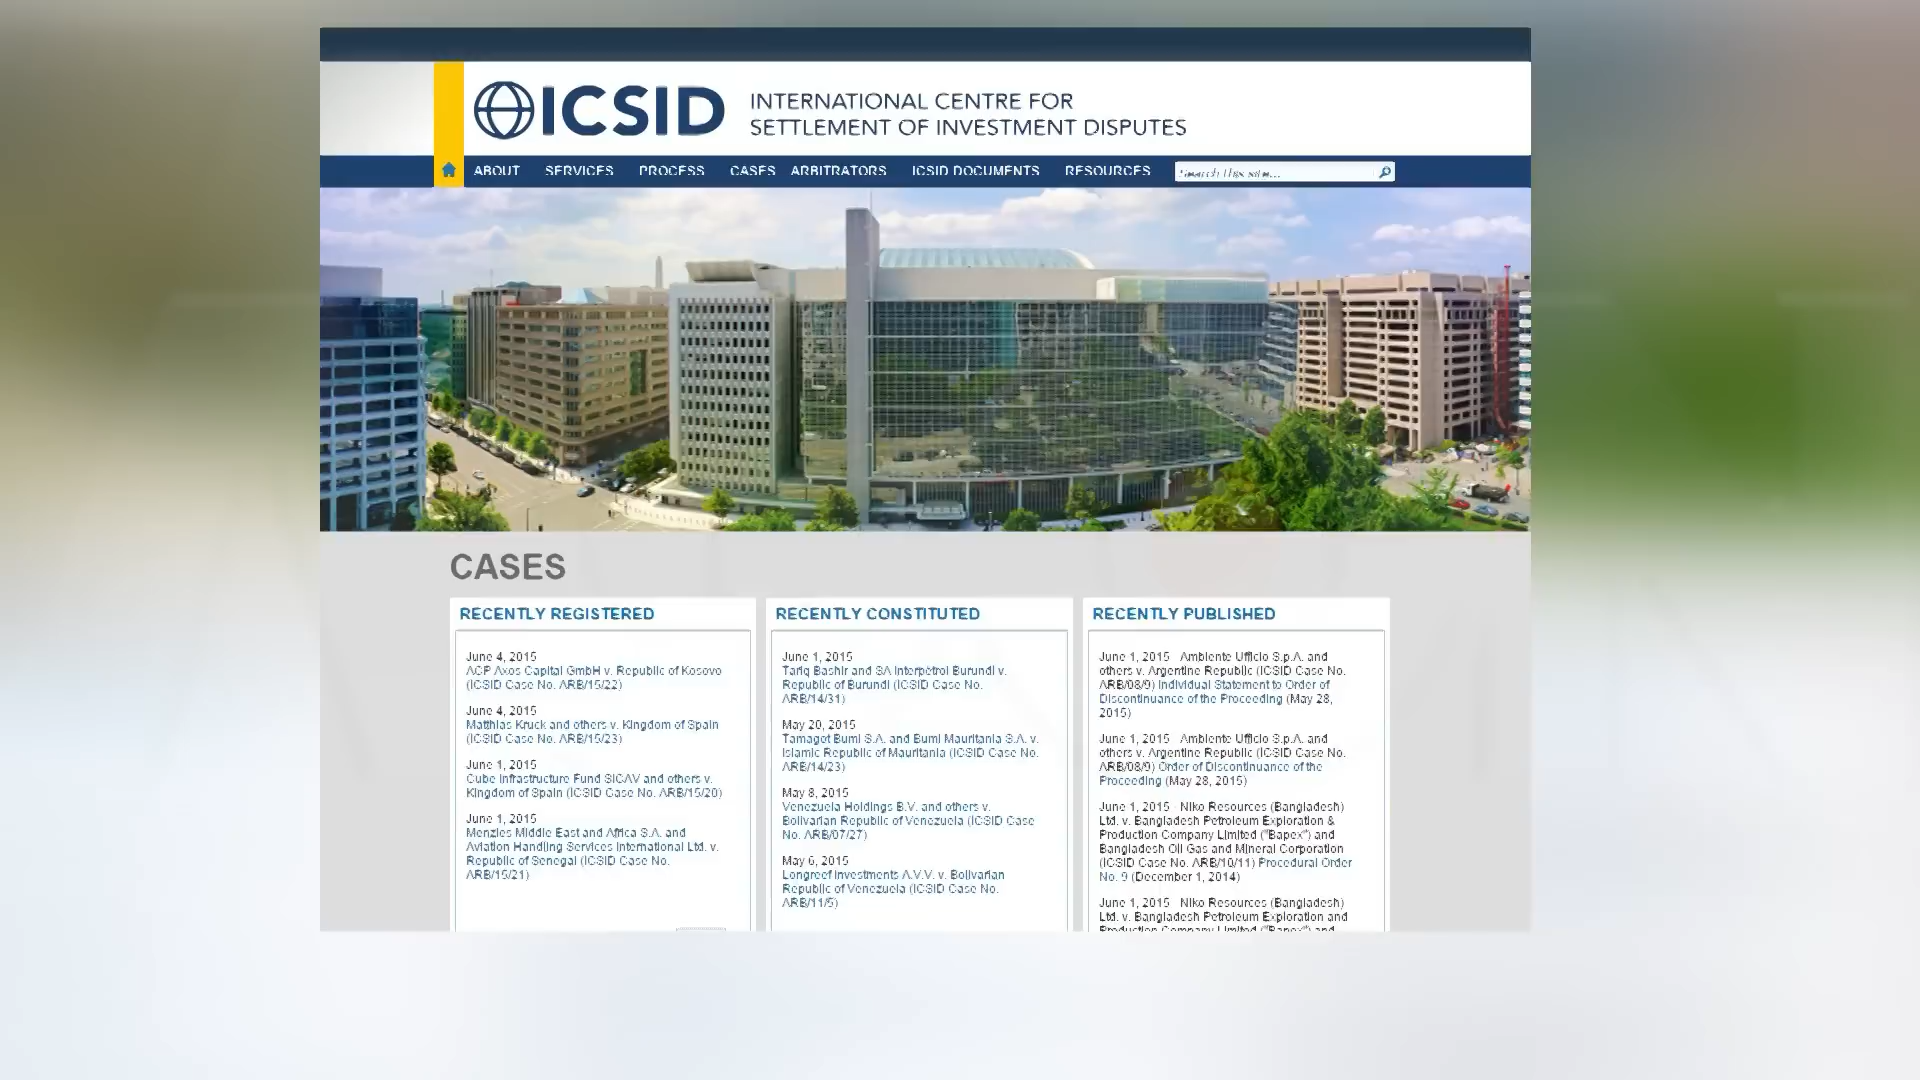 ICSID
INTERNATIONAL CENTRE FOR
SETTLEMENT OF INVESTMENT DISPUTES
ABOUT SERVICES PROCESS CASES ARBITRATORS ICSID DOCUMENTS RESOURCES Search this site...
CASES
RECENTLY REGISTERED
June 4, 2015
ACP Axos Capital GmbH v. Republic of Kosovo
(ICSID Case No. ARB/15/22)
June 4, 2015
Matthias Kruck and others v. Kingdom of Spain
(ICSID Case No. ARB/15/23)
June 1, 2015
Cube Infrastructure Fund SICAV and others v.
Kingdom of Spain (ICSID Case No. ARB/15/20)
June 1, 2015
Menzies Middle East and Africa S.A. and
Aviation Handling Services International Ltd. v.
Republic of Senegal (ICSID Case No.
ARB/15/21)
RECENTLY CONSTITUTED
June 1, 2015
Tariq Bashir and SA Interpétrol Burundi v.
Republic of Burundi (ICSID Case No.
ARB/14/31)
May 20, 2015
Tamagot Bumi S.A. and Bumi Mauritania S.A. v.
Islamic Republic of Mauritania (ICSID Case No.
ARB/14/23)
May 8, 2015
Venezuela Holdings B.V. and others v.
Bolivarian Republic of Venezuela (ICSID Case
No. ARB/07/27)
May 6, 2015
Longreef Investments A.V.V. v. Bolivarian
Republic of Venezuela (ICSID Case No.
ARB/11/5)
RECENTLY PUBLISHED
June 1, 2015 - Ambiente Ufficio S.p.A. and
others v. Argentine Republic (ICSID Case No.
ARB/08/9) Individual Statement to Order of
Discontinuance of the Proceeding (May 28,
2015)
June 1, 2015 - Ambiente Ufficio S.p.A. and
others v. Argentine Republic (ICSID Case No.
ARB/08/9) Order of Discontinuance of the
Proceeding (May 28, 2015)
June 1, 2015 - Niko Resources (Bangladesh)
Ltd. v. Bangladesh Petroleum Exploration &
Production Company Limited ("Bapex") and
Bangladesh Oil Gas and Mineral Corporation
(ICSID Case No. ARB/10/11) Procedural Order
No. 9 (December 1, 2014)
June 1, 2015 - Niko Resources (Bangladesh)
Ltd. v. Bangladesh Petroleum Exploration and
Production Company Limited ("Bapex") and